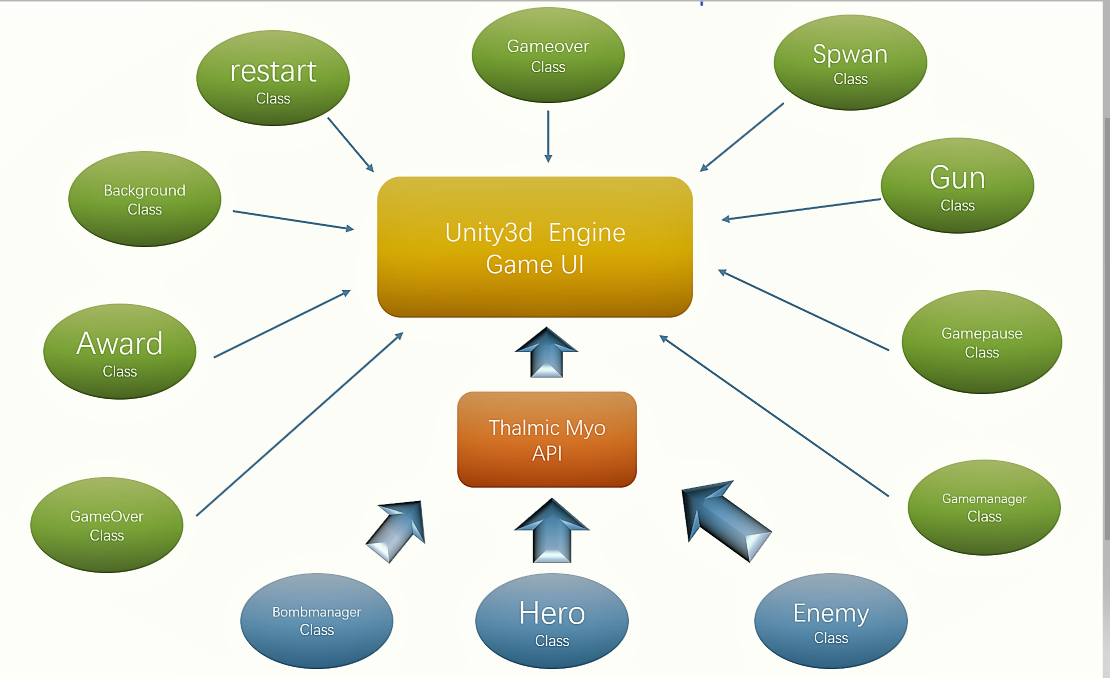 Gameover
Class
Spwan
Class
restart
Class
Background
Class
Gun
Class
Unity3d  Engine
Game UI
Award
Class
Gamepause
Class
Thalmic Myo
API
GameOver
Class
Gamemanager
Class
Bombmanager
Class
Hero
Class
Enemy
Class